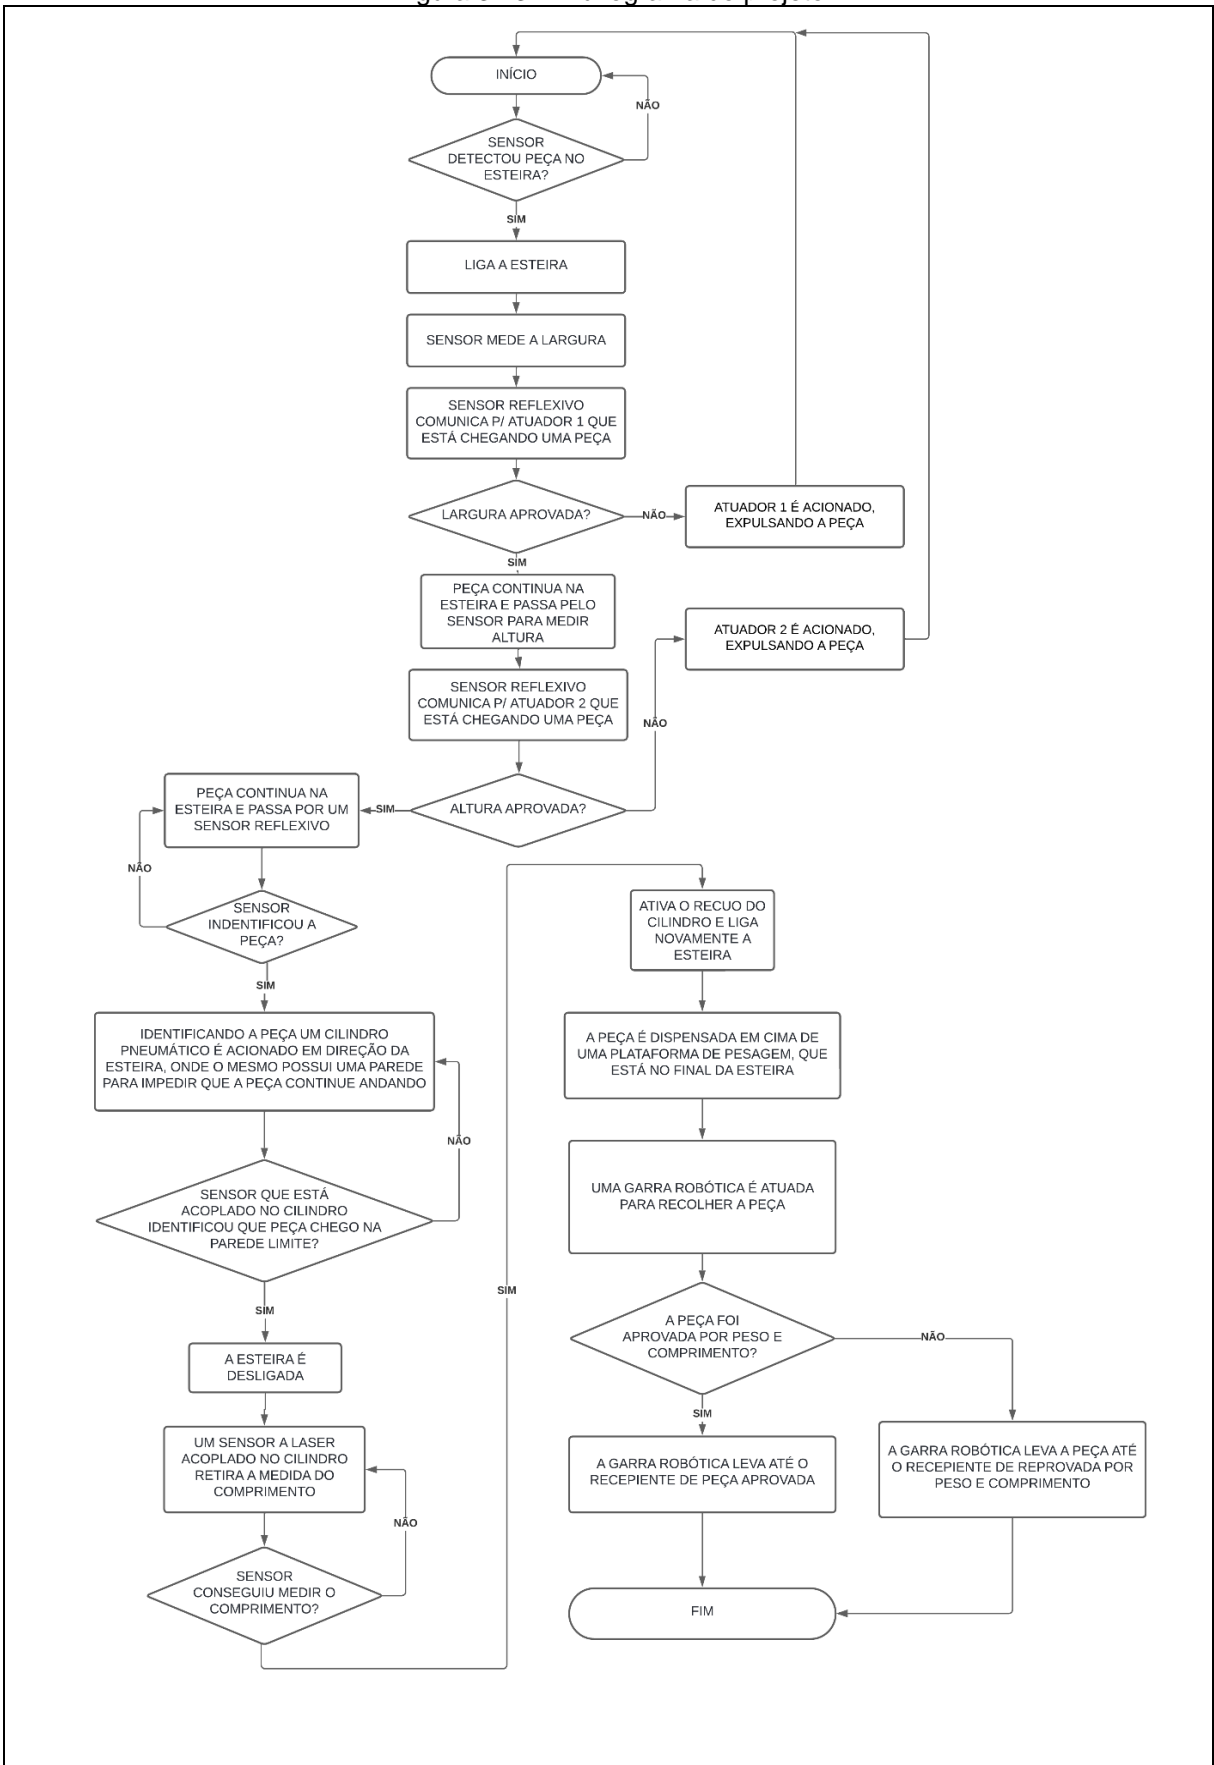 INÍCIO
NÃO
SENSOR
DETECTOU PEÇA NO
ESTEIRA?
SIM
LIGA A ESTEIRA
SENSOR MEDE A LARGURA
SENSOR REFLEXIVO
COMUNICA P/ ATUADOR 1 QUE
ESTÁ CHEGANDO UMA PEÇA
LARGURA APROVADA?
NÃO
ATUADOR 1 É ACIONADO,
EXPULSANDO A PEÇA
SIM
PEÇA CONTINUA NA
ESTEIRA E PASSA PELO
SENSOR PARA MEDIR
ALTURA
ATUADOR 2 É ACIONADO,
EXPULSANDO A PEÇA
SENSOR REFLEXIVO
COMUNICA P/ ATUADOR 2 QUE
ESTÁ CHEGANDO UMA PEÇA
NÃO
ALTURA APROVADA?
SIM
PEÇA CONTINUA NA
ESTEIRA E PASSA POR UM
SENSOR REFLEXIVO
NÃO
SENSOR
INDENTIFICOU A
PEÇA?
SIM
IDENTIFICANDO A PEÇA UM CILINDRO
PNEUMÁTICO É ACIONADO EM DIREÇÃO DA
ESTEIRA, ONDE O MESMO POSSUI UMA PAREDE
PARA IMPEDIR QUE A PEÇA CONTINUE ANDANDO
NÃO
SENSOR QUE ESTÁ
ACOPLADO NO CILINDRO
IDENTIFICOU QUE PEÇA CHEGO NA
PAREDE LIMITE?
SIM
A ESTEIRA É
DESLIGADA
UM SENSOR A LASER
ACOPLADO NO CILINDRO
RETIRA A MEDIDA DO
COMPRIMENTO
NÃO
SENSOR
CONSEGUIU MEDIR O
COMPRIMENTO?
SIM
ATIVA O RECUO DO
CILINDRO E LIGA
NOVAMENTE A
ESTEIRA
A PEÇA É DISPENSADA EM CIMA DE
UMA PLATAFORMA DE PESAGEM, QUE
ESTÁ NO FINAL DA ESTEIRA
UMA GARRA ROBÓTICA É ATUADA
PARA RECOLHER A PEÇA
A PEÇA FOI
APROVADA POR PESO E
COMPRIMENTO?
NÃO
SIM
A GARRA ROBÓTICA LEVA ATÉ O
RECEPIENTE DE PEÇA APROVADA
A GARRA ROBÓTICA LEVA A PEÇA ATÉ
O RECEPIENTE DE REPROVADA POR
PESO E COMPRIMENTO
FIM